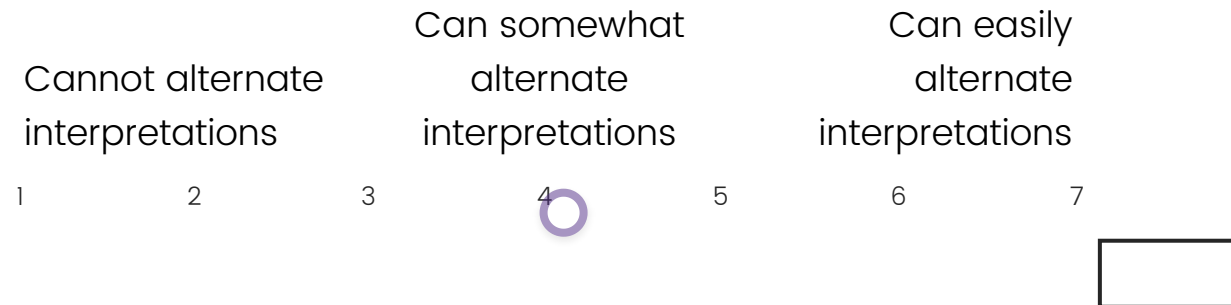 Cannot alternate
interpretations
Can somewhat
alternate
interpretations
Can easily
alternate
interpretations
1 2 3 4 5 6 7